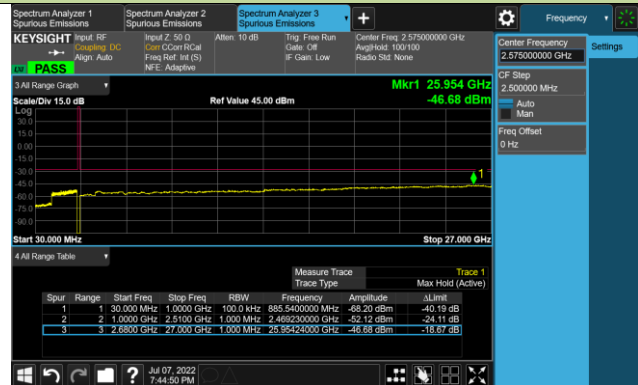 Spectrum Analyzer 1
Spurious Emissions
Spectrum Analyzer 2
Spurious Emissions
Spectrum Analyzer 3
Spurious Emissions
Frequency
KEYSIGHT
Input: RF
Coupling: DC
Align: Auto
Input Z: 50 Ω
Corr CCorr RCal
Freq Ref: Int (S)
NFE: Adaptive
Atten: 10 dB
Trig: Free Run
Gate: Off
IF Gain: Low
Center Freq: 2.575000000 GHz
Avg|Hold: 100/100
Radio Std: None
PASS
Center Frequency
2.575000000 GHz
Settings
CF Step
2.500000 MHz
Auto
Man
Freq Offset
0 Hz
3 All Range Graph
Mkr1 25.954 GHz
Scale/Div 15.0 dB
Ref Value 45.00 dBm
-46.68 dBm
Log
30.0
15.0
0.00
-15.0
-30.0
-45.0
-60.0
-75.0
-90.0
1
Start 30.000 MHz
Stop 27.000 GHz
4 All Range Table
Measure Trace Trace 1
Trace Type Max Hold (Active)
Spur Range Start Freq Stop Freq RBW Frequency Amplitude ΔLimit
1 1 30.000 MHz 1.0000 GHz 100.0 kHz 885.5400000 MHz -68.20 dBm -40.19 dB
2 2 1.0000 GHz 2.5100 GHz 1.000 MHz 2.469230000 GHz -52.12 dBm -24.11 dB
3 3 2.6800 GHz 27.000 GHz 1.000 MHz 25.95424000 GHz -46.68 dBm -18.67 dB
Jul 07, 2022
7:44:50 PM